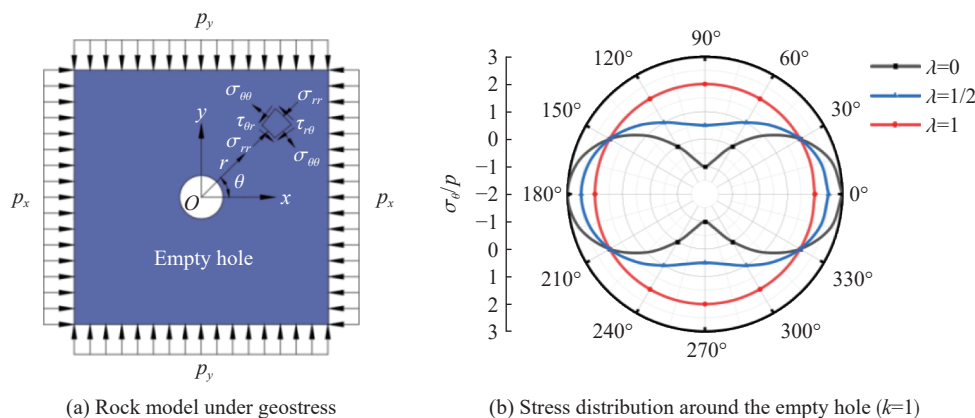 p_y
σ_θθ
σ_rr
y
τ_θr
τ_rθ
σ_rr
σ_θθ
r
p_x
θ
p_x
O
x
Empty hole
p_y
(a) Rock model under geostress
90°
3
120°
60°
λ=0
2
λ=1/2
1
150°
30°
λ=1
0
−1
σ_θ/p
−2
180°
0°
−1
0
1
210°
330°
2
240°
300°
3
270°
(b) Stress distribution around the empty hole (k=1)